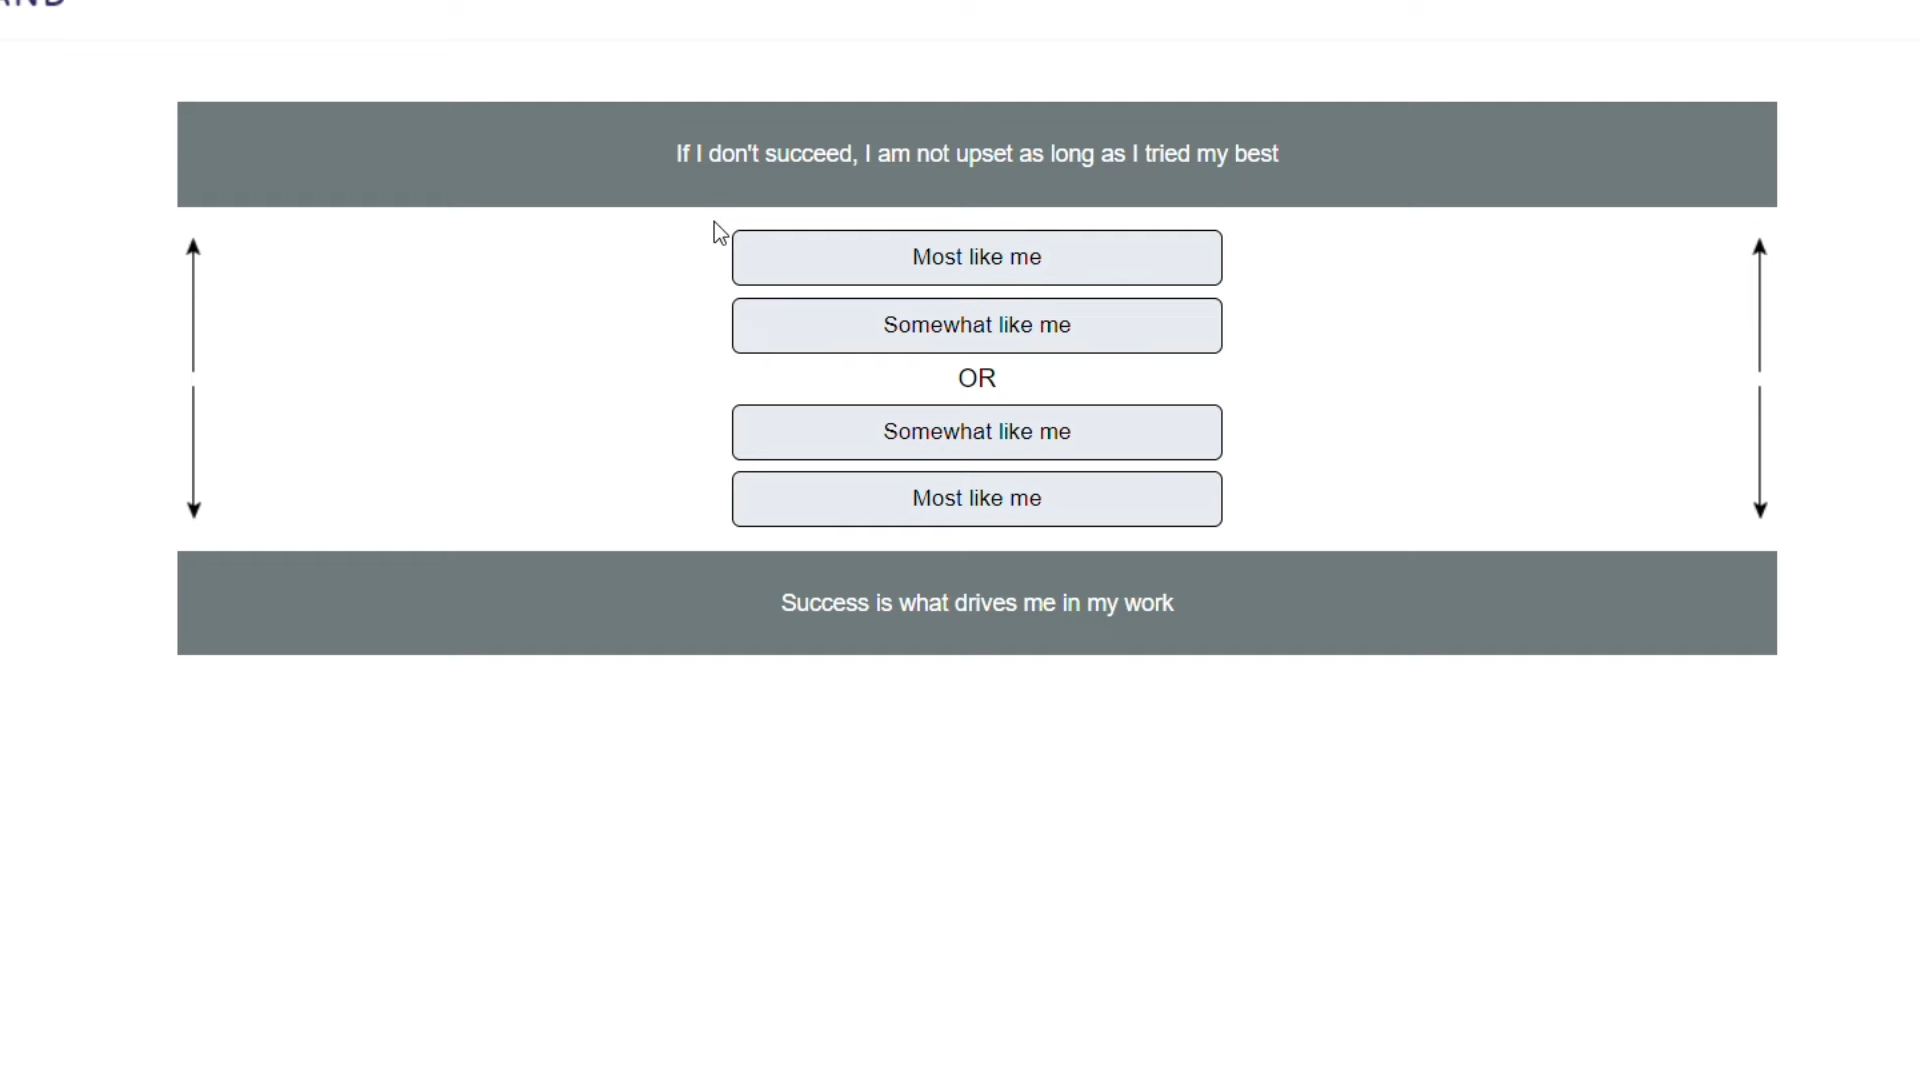 If I don't succeed, I am not upset as long as I tried my best
Most like me
Somewhat like me
OR
Somewhat like me
Most like me
Success is what drives me in my work